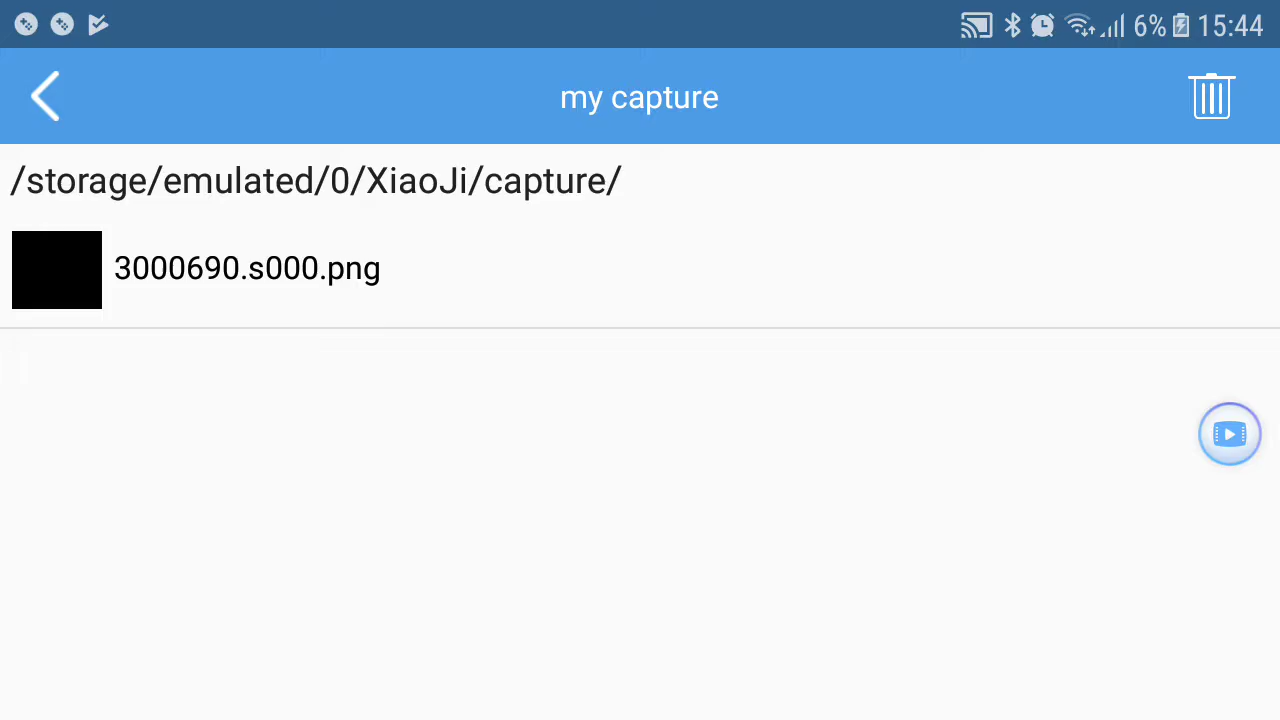 6% 15:44
my capture
/storage/emulated/0/XiaoJi/capture/
3000690.s000.png